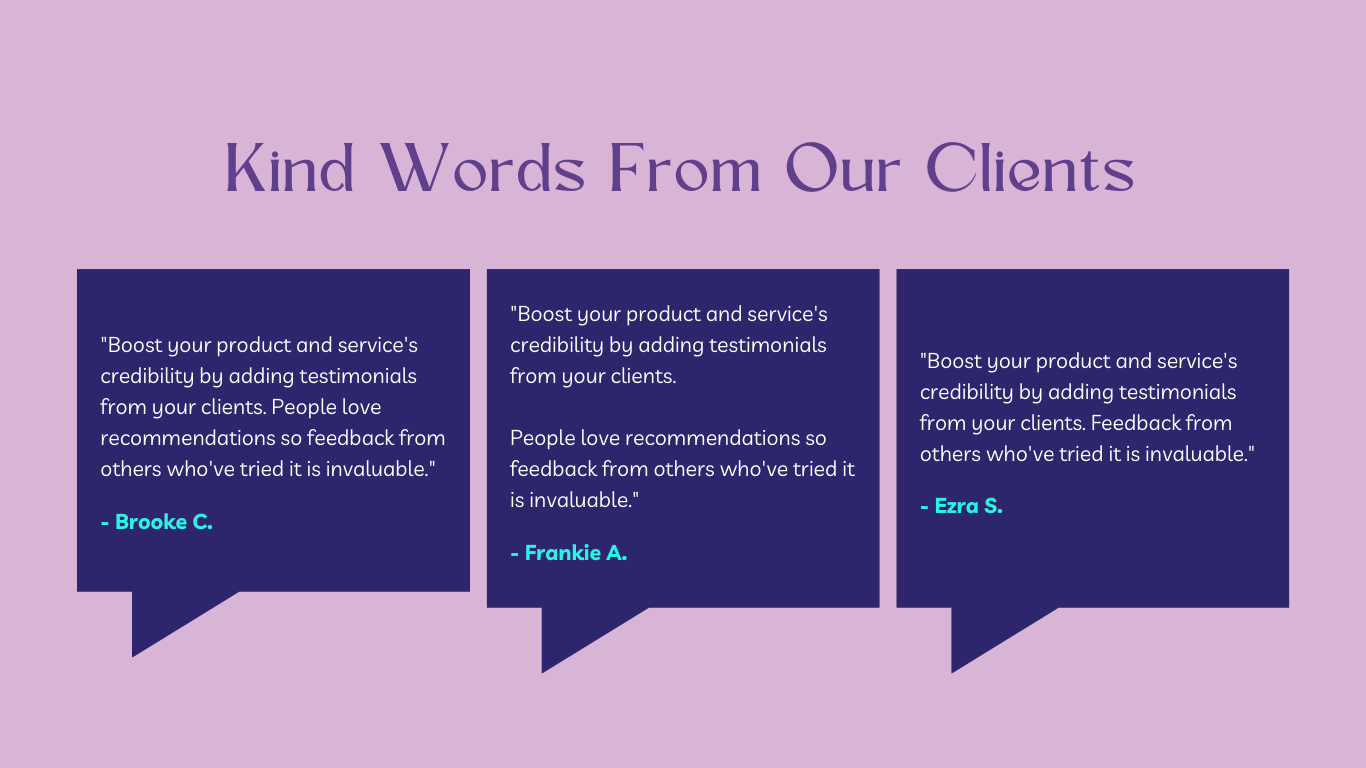 Kind Words From Our Clients
"Boost your product and service's
credibility by adding testimonials
from your clients. People love
recommendations so feedback from
others who've tried it is invaluable."
- Brooke C.
"Boost your product and service's
credibility by adding testimonials
from your clients.
People love recommendations so
feedback from others who've tried it
is invaluable."
- Frankie A.
"Boost your product and service's
credibility by adding testimonials
from your clients. Feedback from
others who've tried it is invaluable."
- Ezra S.